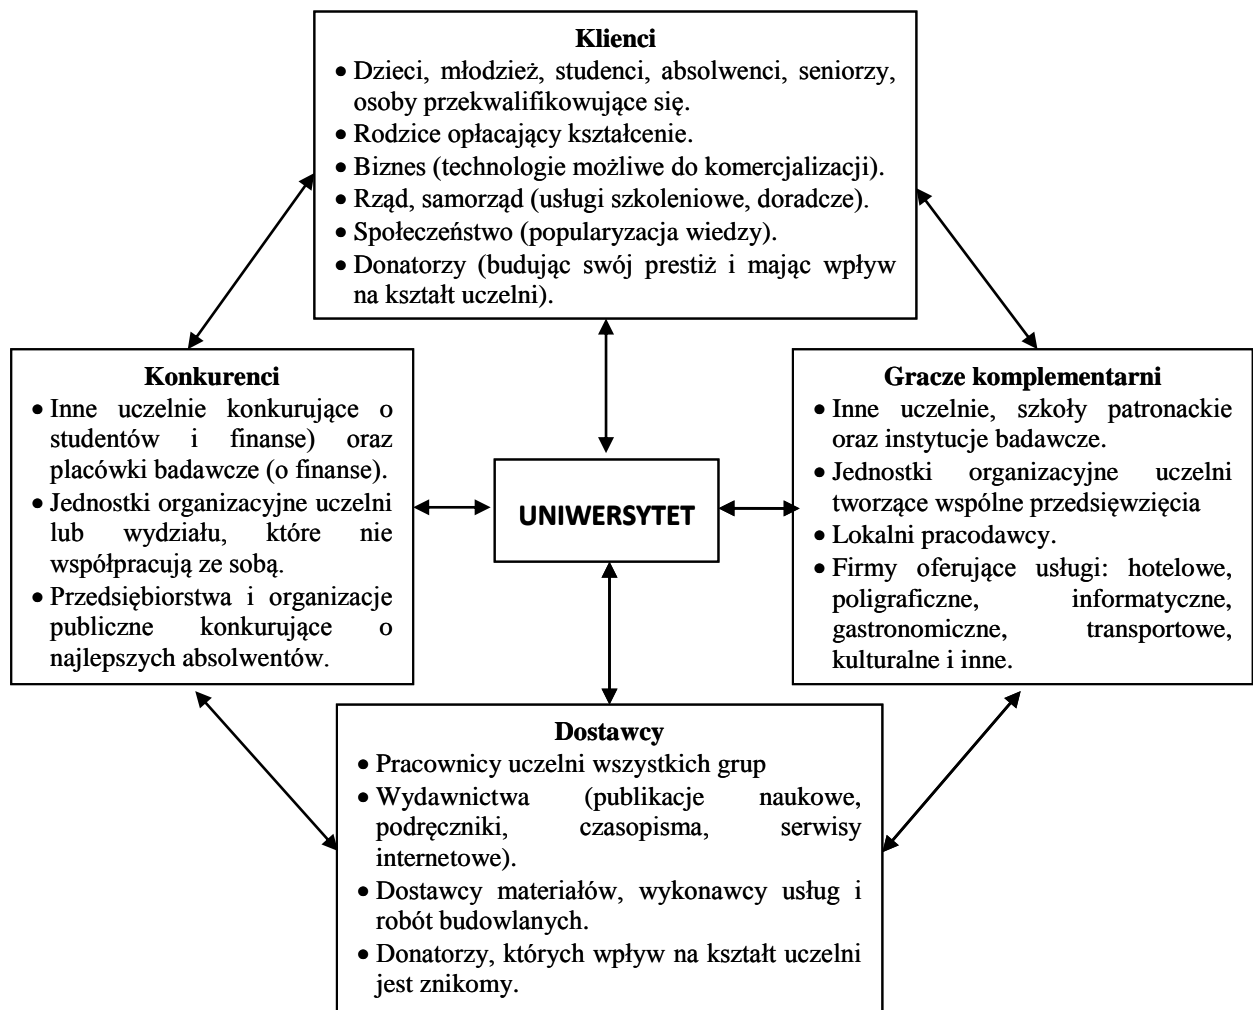 Klienci
• Dzieci, młodzież, studenci, absolwenci, seniorzy,
osoby przekwalifikowujące się.
• Rodzice opłacający kształcenie.
• Biznes (technologie możliwe do komercjalizacji).
• Rząd, samorząd (usługi szkoleniowe, doradcze).
• Społeczeństwo (popularyzacja wiedzy).
• Donatorzy (budując swój prestiż i mając wpływ
na kształt uczelni).
Konkurenci
• Inne uczelnie konkurujące o
studentów i finanse) oraz
placówki badawcze (o finanse).
• Jednostki organizacyjne uczelni
lub wydziału, które nie
współpracują ze sobą.
• Przedsiębiorstwa i organizacje
publiczne konkurujące o
najlepszych absolwentów.
UNIWERSYTET
Gracze komplementarni
• Inne uczelnie, szkoły patronackie
oraz instytucje badawcze.
• Jednostki organizacyjne uczelni
tworzące wspólne przedsięwzięcia
• Lokalni pracodawcy.
• Firmy oferujące usługi: hotelowe,
poligraficzne, informatyczne,
gastronomiczne, transportowe,
kulturalne i inne.
Dostawcy
• Pracownicy uczelni wszystkich grup
• Wydawnictwa (publikacje naukowe,
podręczniki, czasopisma, serwisy
internetowe).
• Dostawcy materiałów, wykonawcy usług i
robót budowlanych.
• Donatorzy, których wpływ na kształt uczelni
jest znikomy.